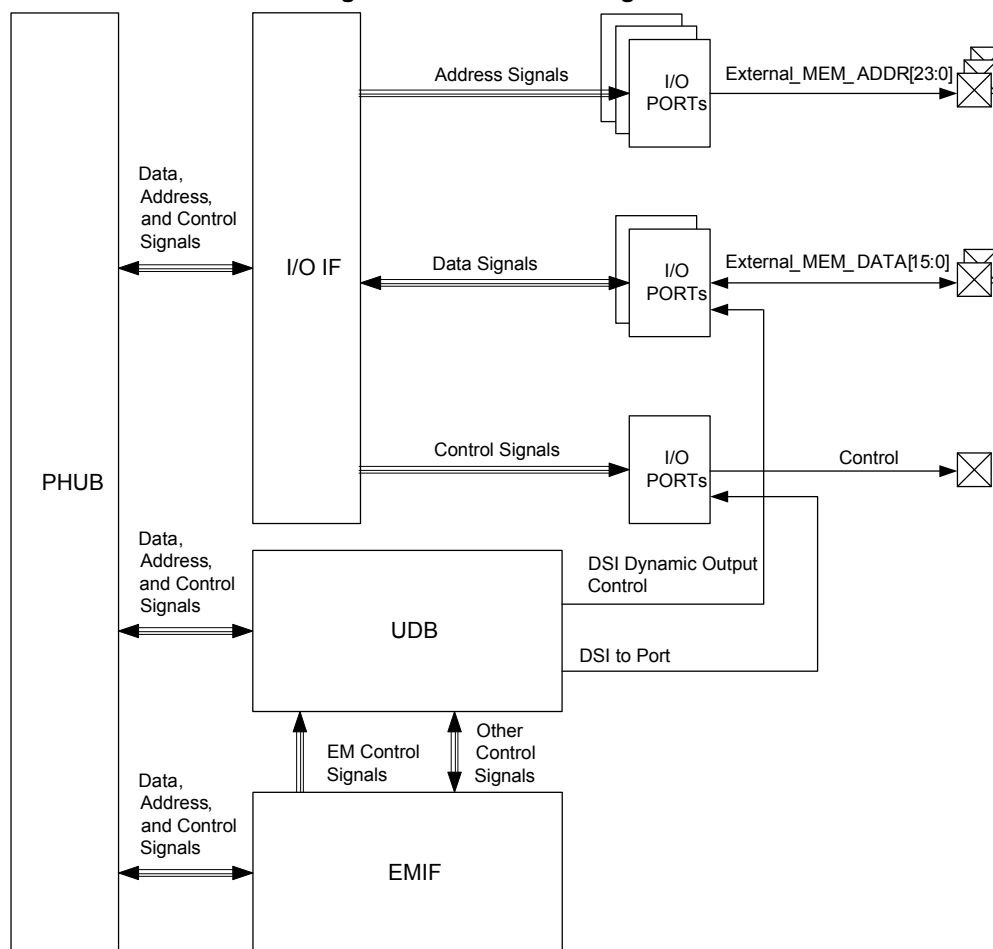 Address Signals
I/O
PORTs
External_MEM_ADDR[23:0]
Data,
Address,
and Control
Signals
I/O IF
Data Signals
I/O
PORTs
External_MEM_DATA[15:0]
Control Signals
I/O
PORTs
Control
PHUB
Data,
Address,
and Control
Signals
UDB
DSI Dynamic Output
Control
DSI to Port
EM Control
Signals
Other
Control
Signals
Data,
Address,
and Control
Signals
EMIF